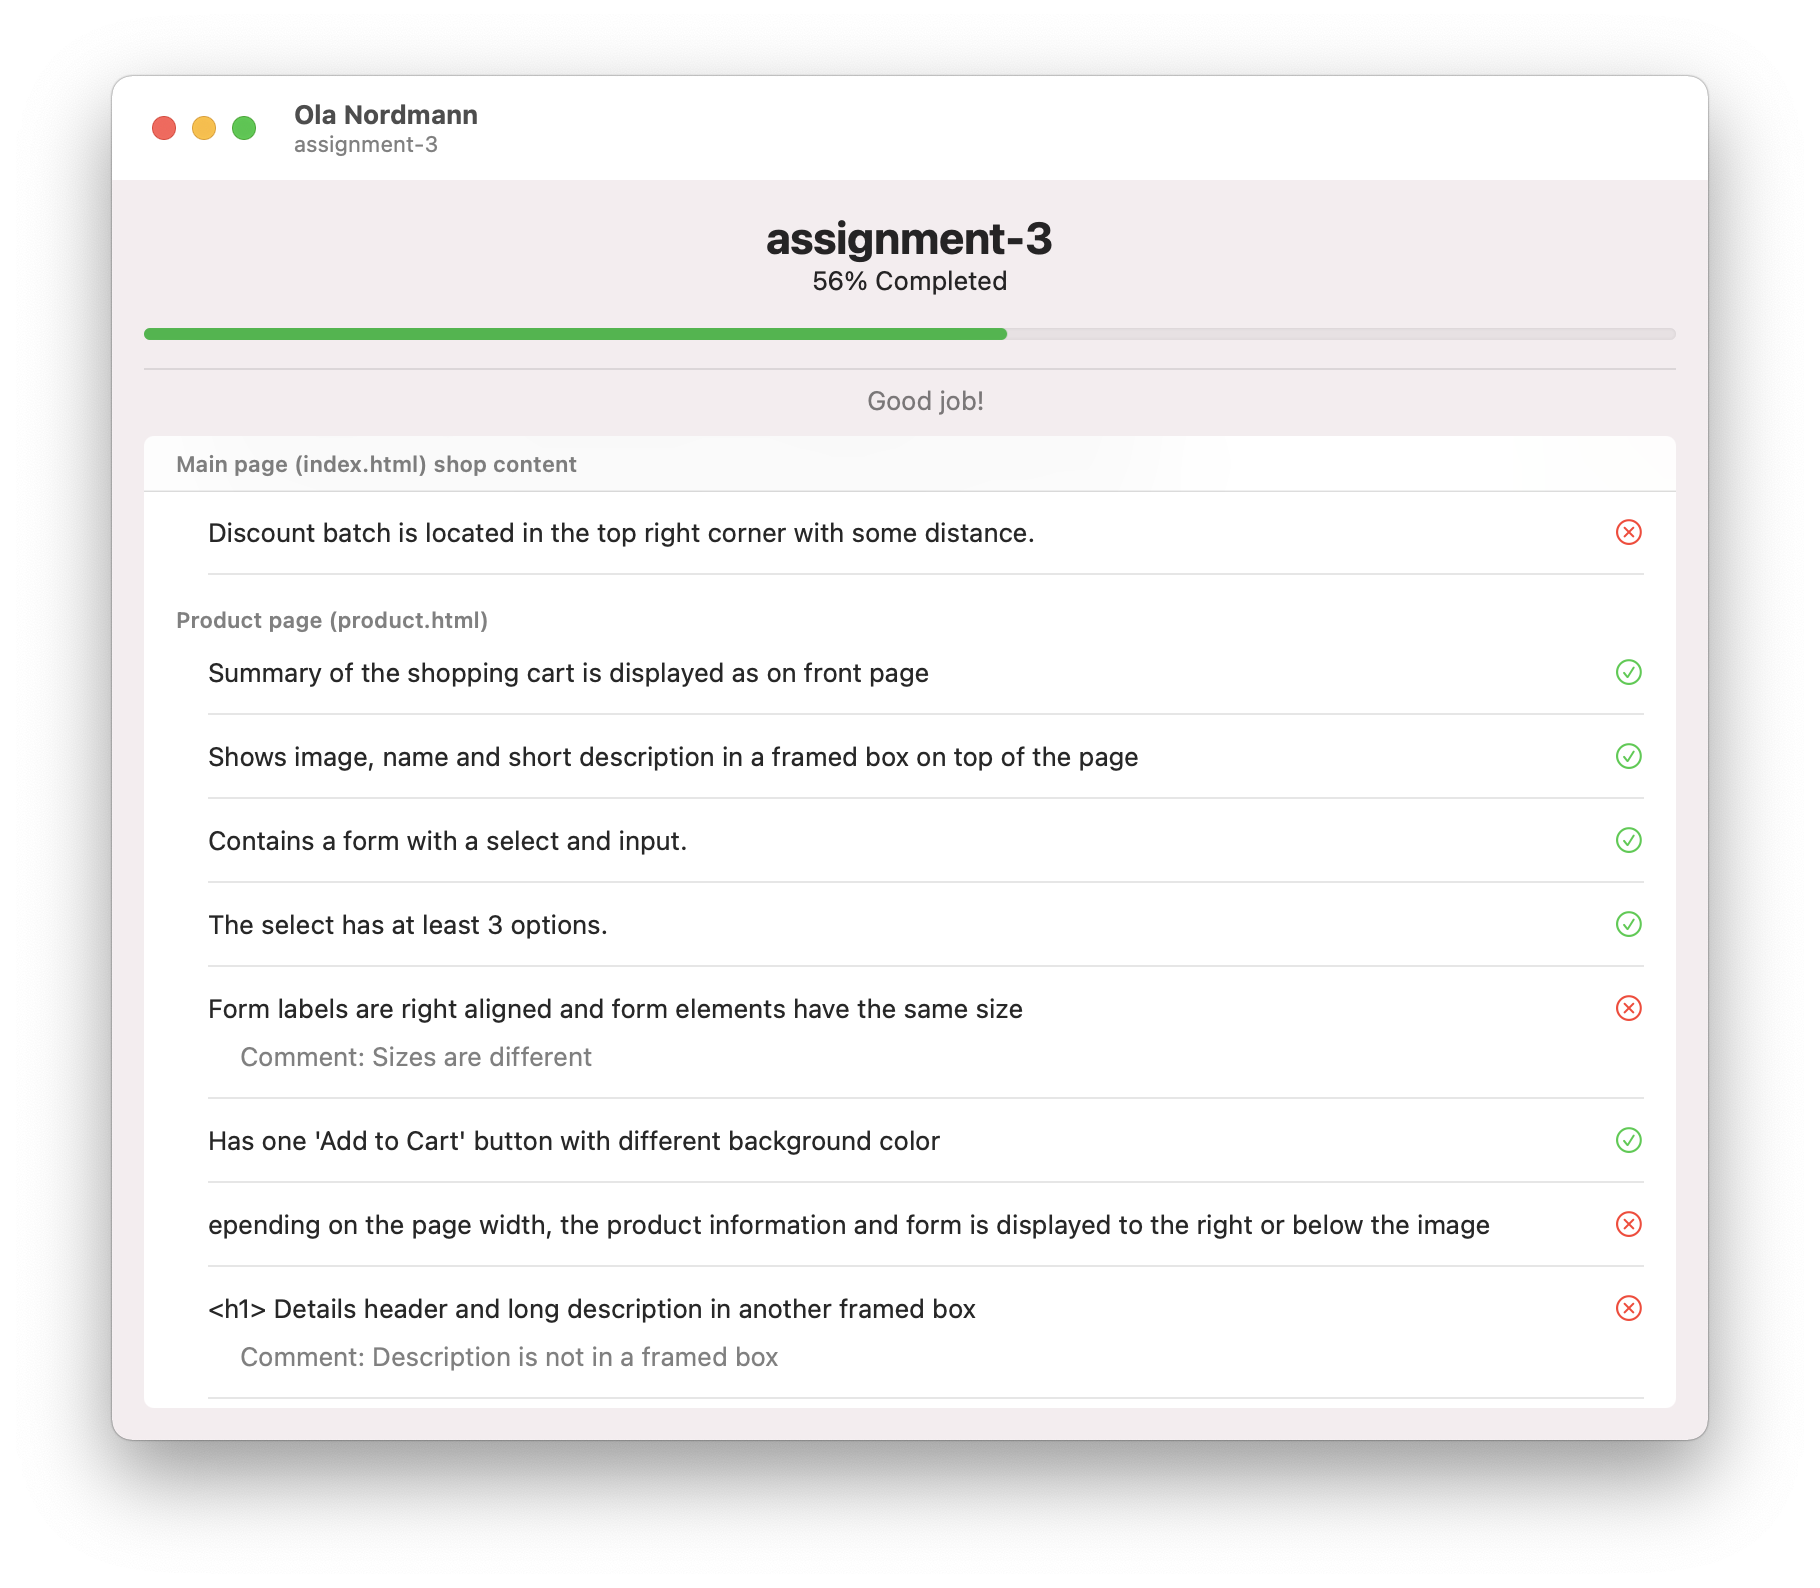 Ola Nordmann
assignment-3
assignment-3
56% Completed
Good job!
Main page (index.html) shop content
Discount batch is located in the top right corner with some distance.
Product page (product.html)
Summary of the shopping cart is displayed as on front page
Shows image, name and short description in a framed box on top of the page
Contains a form with a select and input.
The select has at least 3 options.
Form labels are right aligned and form elements have the same size
Comment: Sizes are different
Has one 'Add to Cart' button with different background color
epending on the page width, the product information and form is displayed to the right or below the image
<h1> Details header and long description in another framed box
Comment: Description is not in a framed box